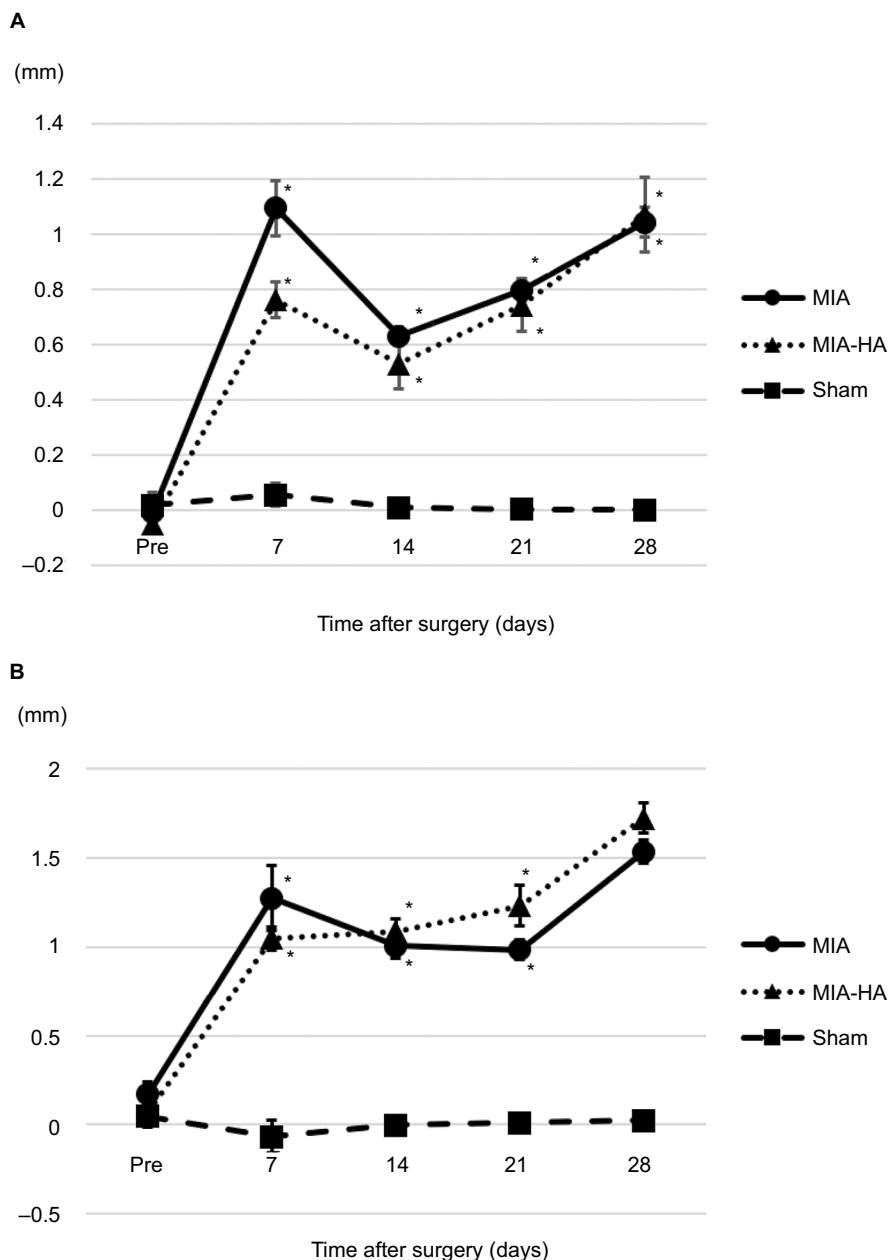 A
(mm)
1.4
1.2
1
0.8
0.6
0.4
0.2
0
–0.2
* * * * * * * *
Pre 7 14 21 28
Time after surgery (days)
MIA
MIA-HA
Sham
B
(mm)
2
1.5
1
0.5
0
–0.5
* * * * * *
Pre 7 14 21 28
Time after surgery (days)
MIA
MIA-HA
Sham